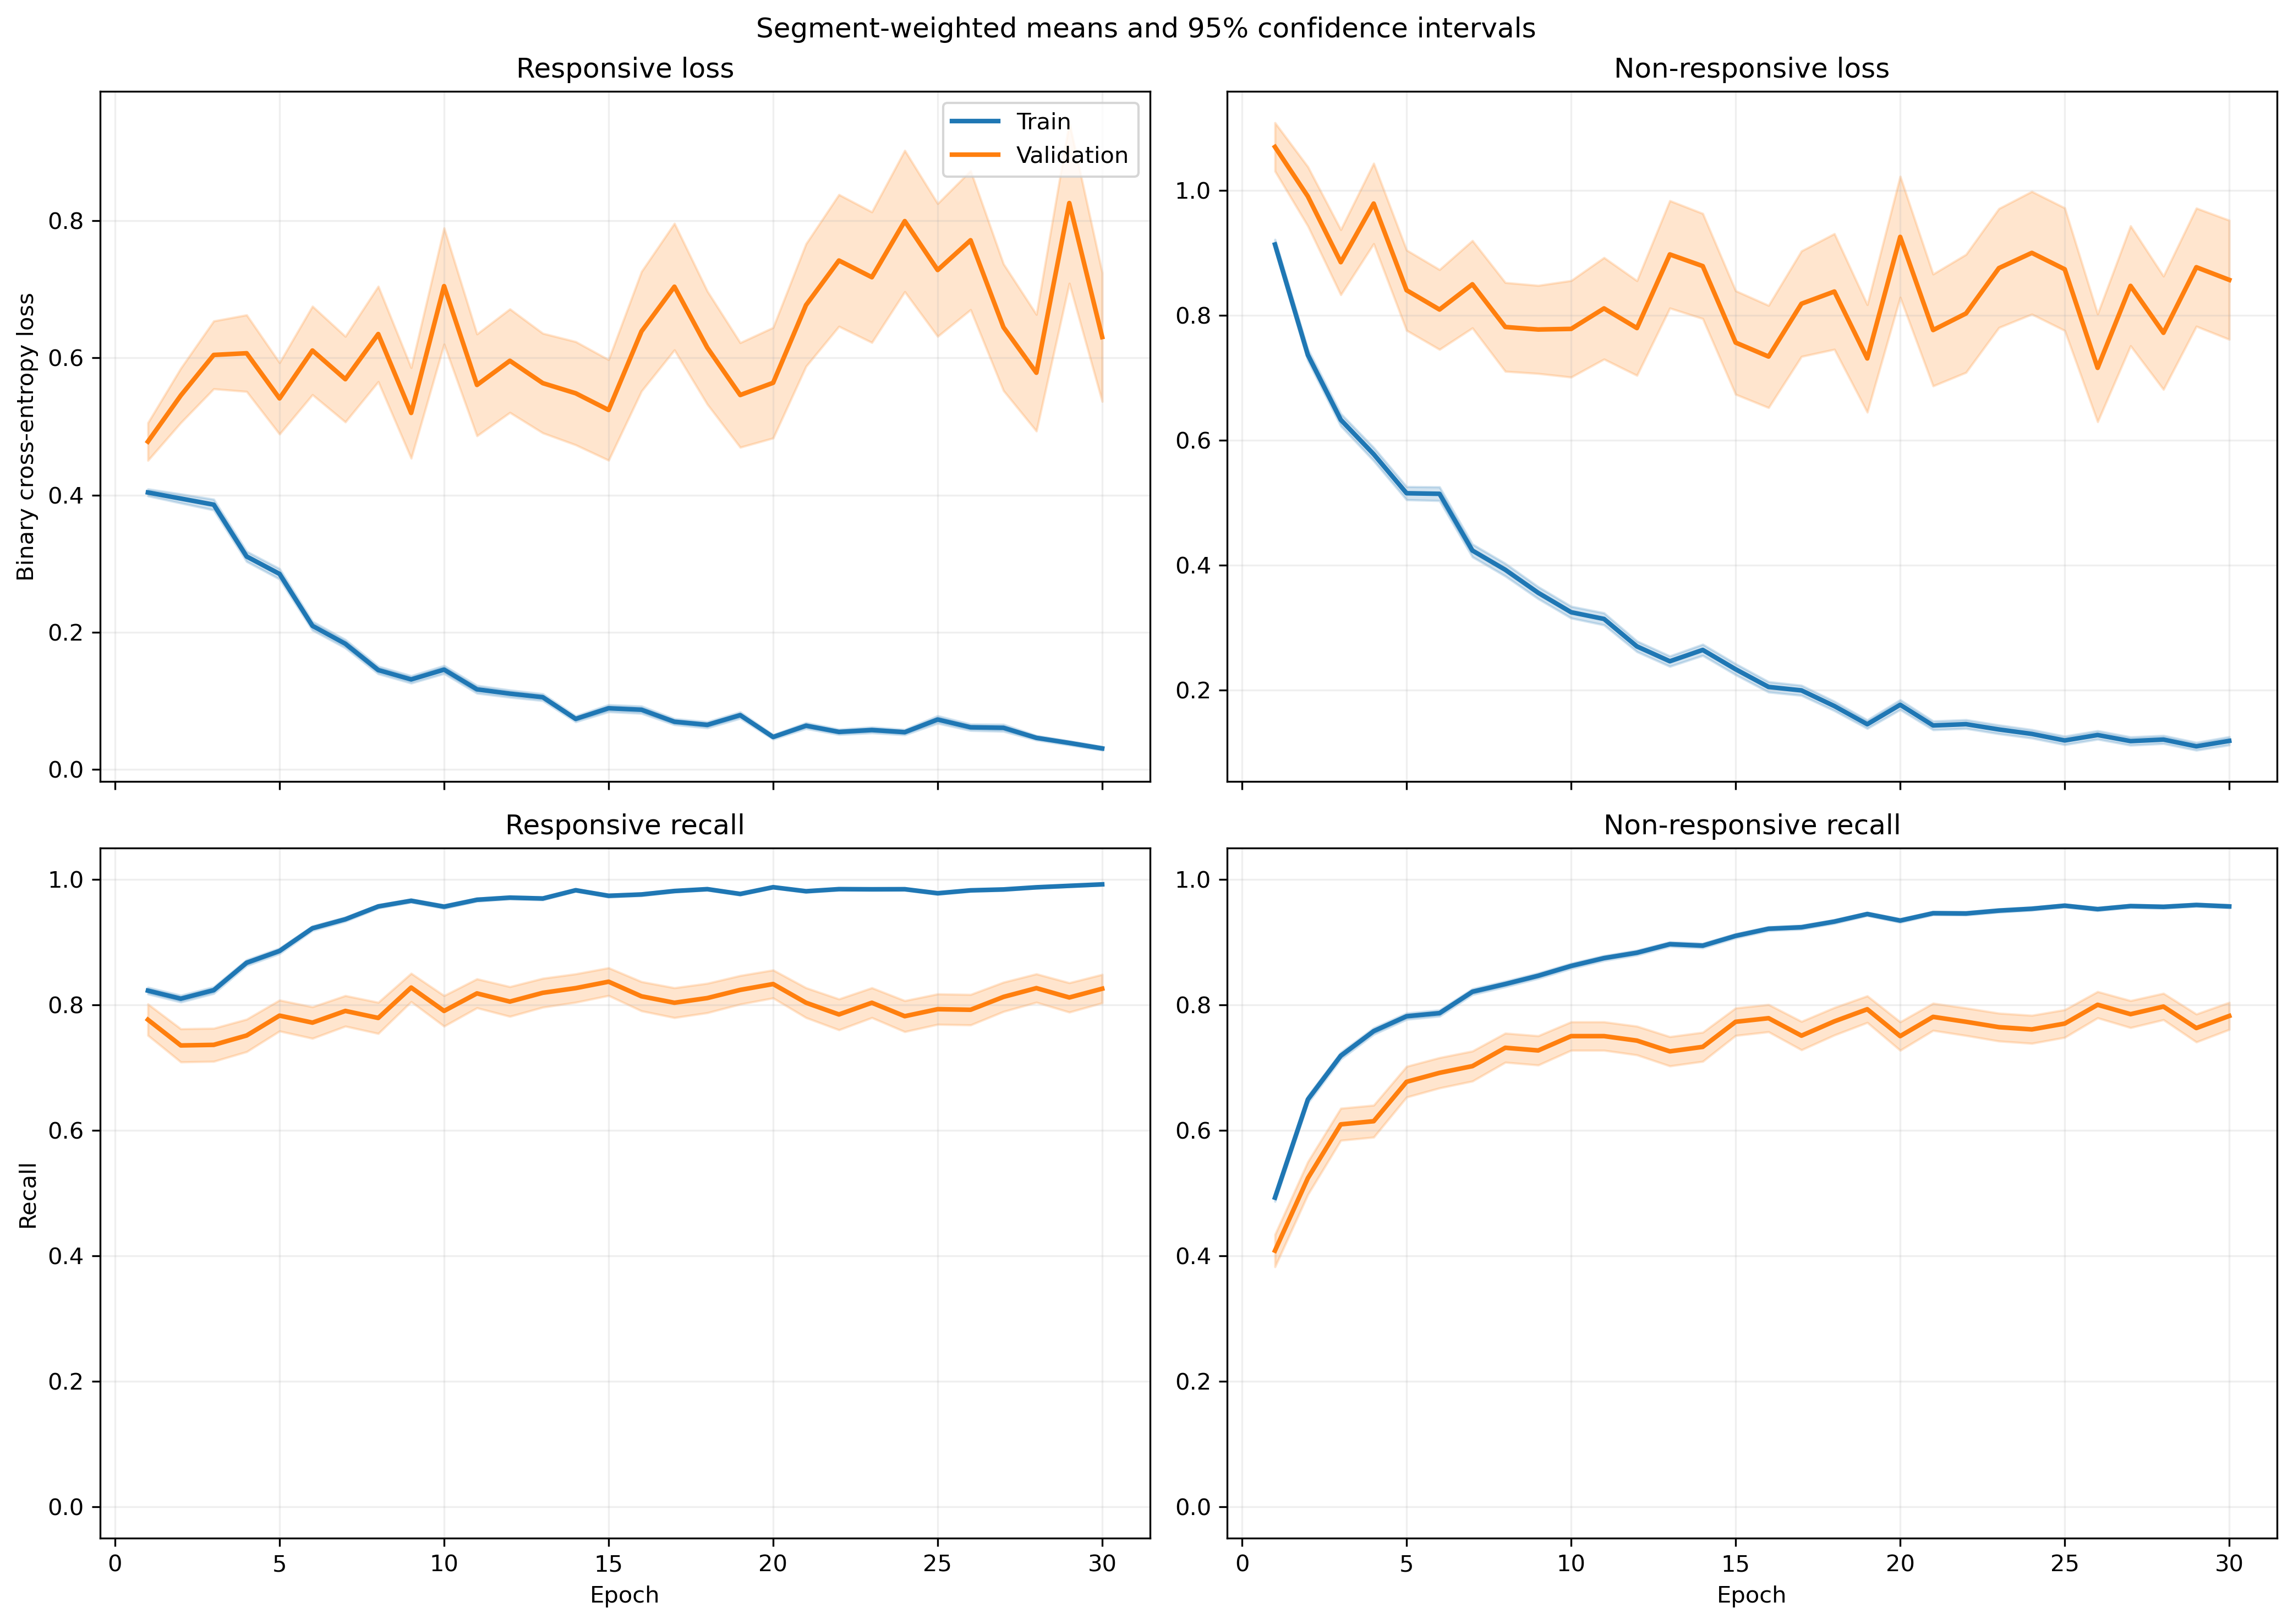 Segment-weighted means and 95% confidence intervals
Responsive loss
Non-responsive loss
Train
Validation
Binary cross-entropy loss
0.8
0.6
0.4
0.2
0.0
1.0
0.8
0.6
0.4
0.2
Responsive recall
Non-responsive recall
Recall
1.0
0.8
0.6
0.4
0.2
0.0
1.0
0.8
0.6
0.4
0.2
0.0
0 5 10 15 20 25 30
0 5 10 15 20 25 30
Epoch
Epoch